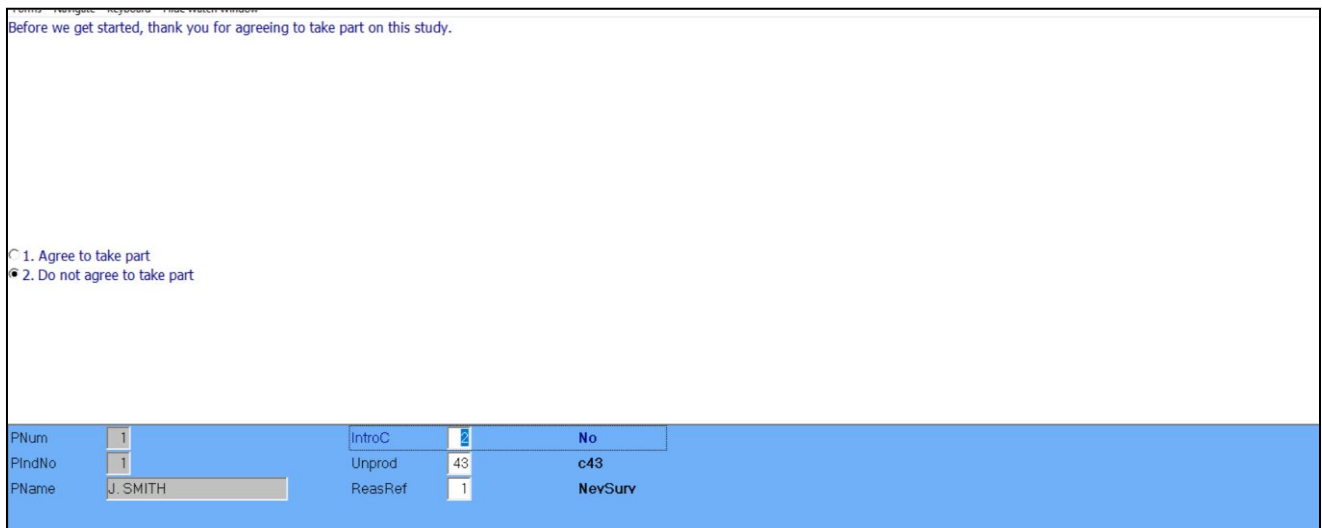 Before we get started, thank you for agreeing to take part on this study.
1. Agree to take part
2. Do not agree to take part
PNum 1 IntroC 2 No
PIndNo 1 Unprod 43 c43
PName J. SMITH ReasRef 1 NevSurv